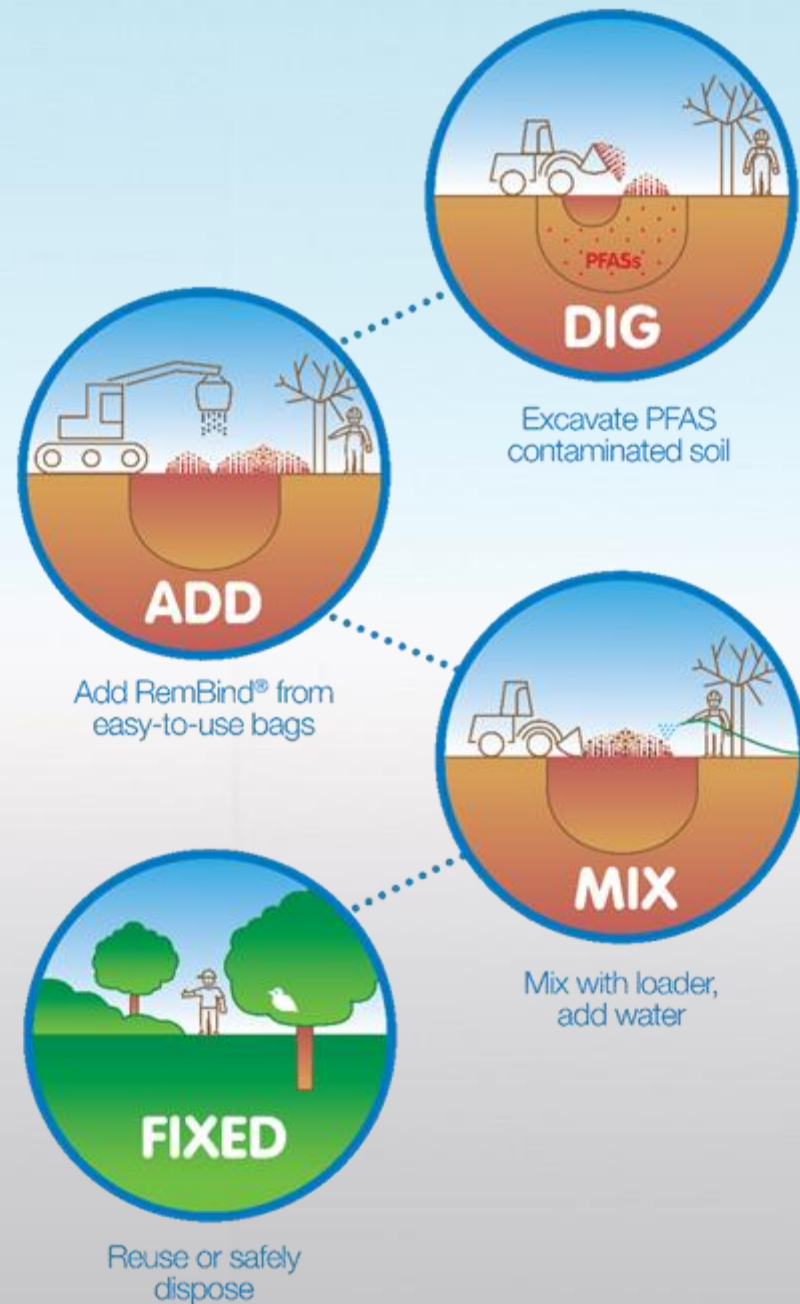 PFASs
DIG
Excavate PFAS
contaminated soil
ADD
Add RemBind® from
easy-to-use bags
MIX
Mix with loader,
add water
FIXED
Reuse or safely
dispose